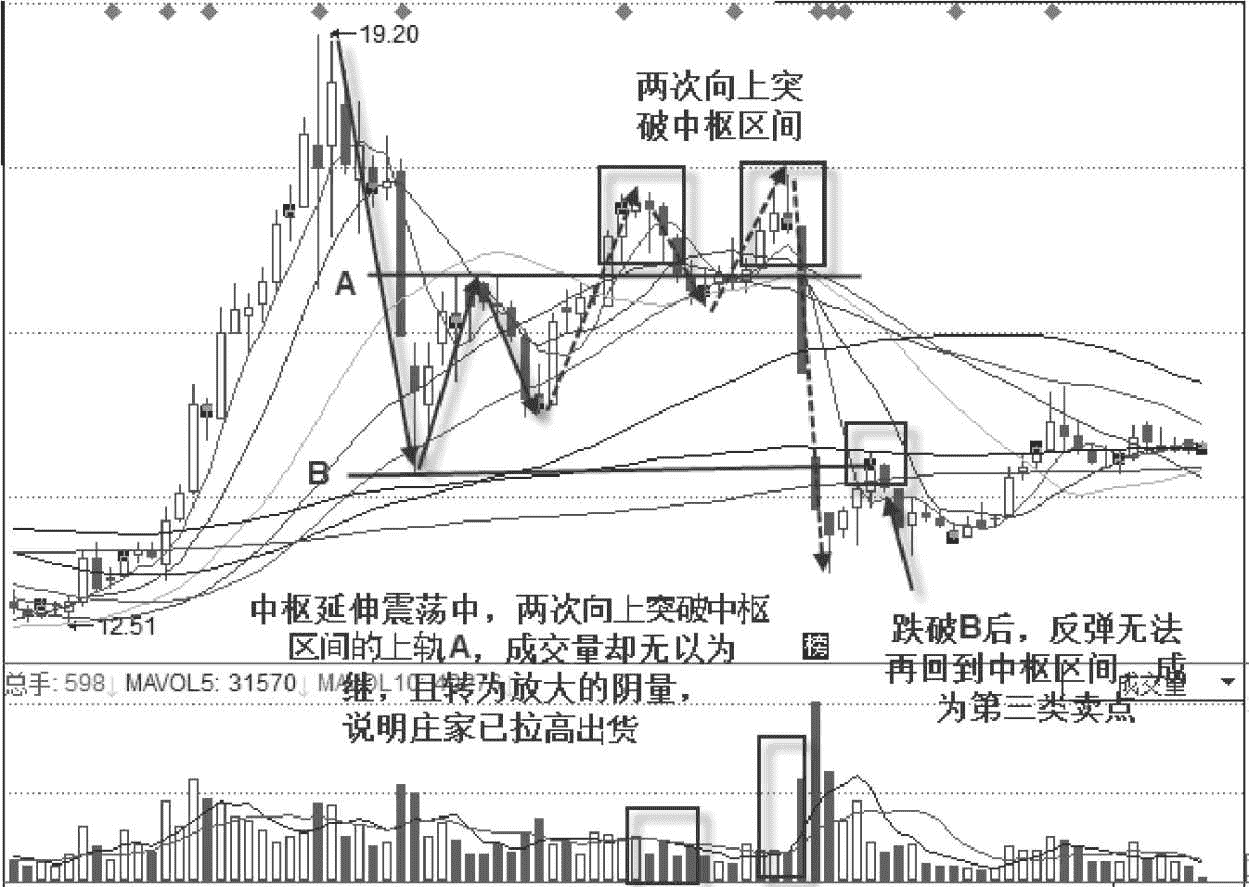 19.20
两次向上突
破中枢区间
A
B
12.51
中枢延伸震荡中，两次向上突破中枢
区间的上轨A，成交量却无以为
继，且转为放大的阴量，
说明庄家已拉高出货
榜
跌破B后，反弹无法
再回到中枢区间，成
为第三类卖点
总手: 598↓ MAVOL5: 31570↓
成交量